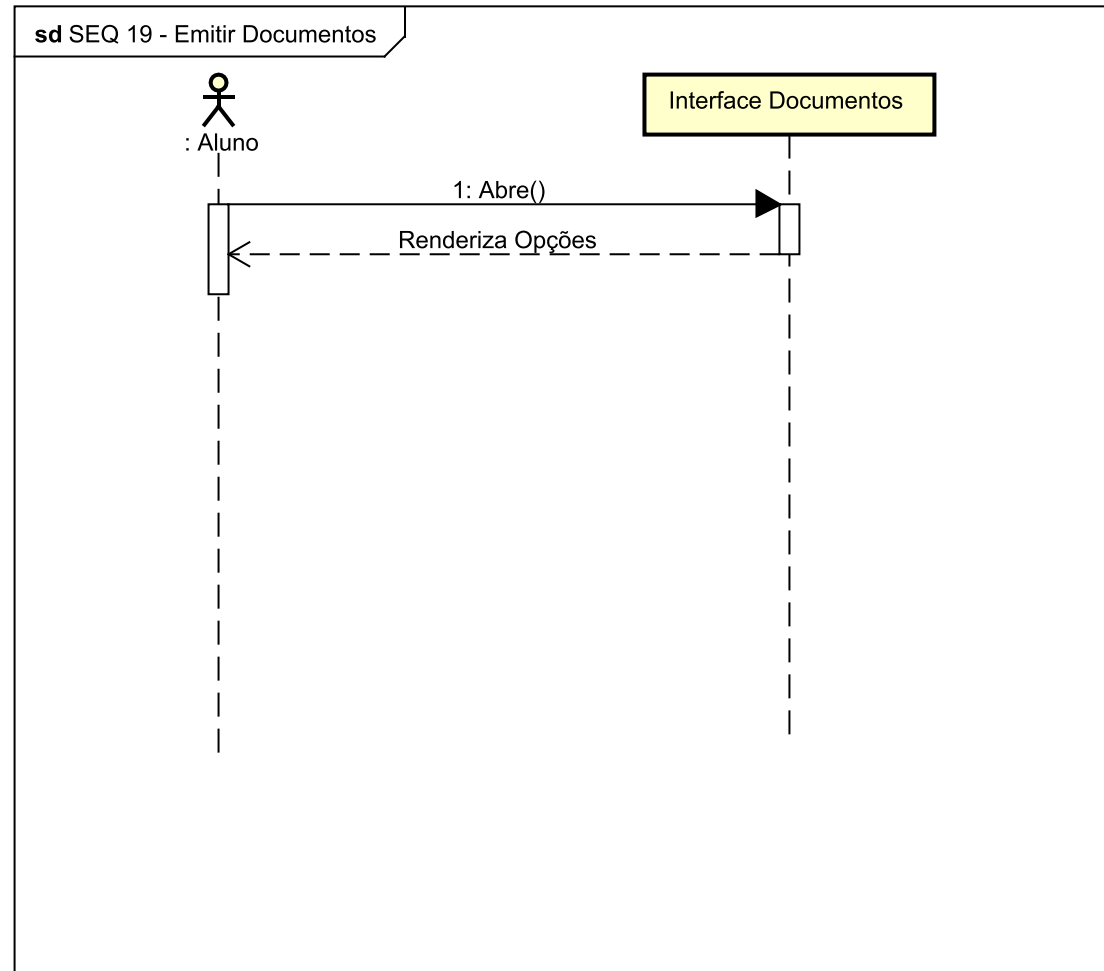 sd SEQ 19 - Emitir Documentos
: Aluno
Interface Documentos
1: Abre()
Renderiza Opções